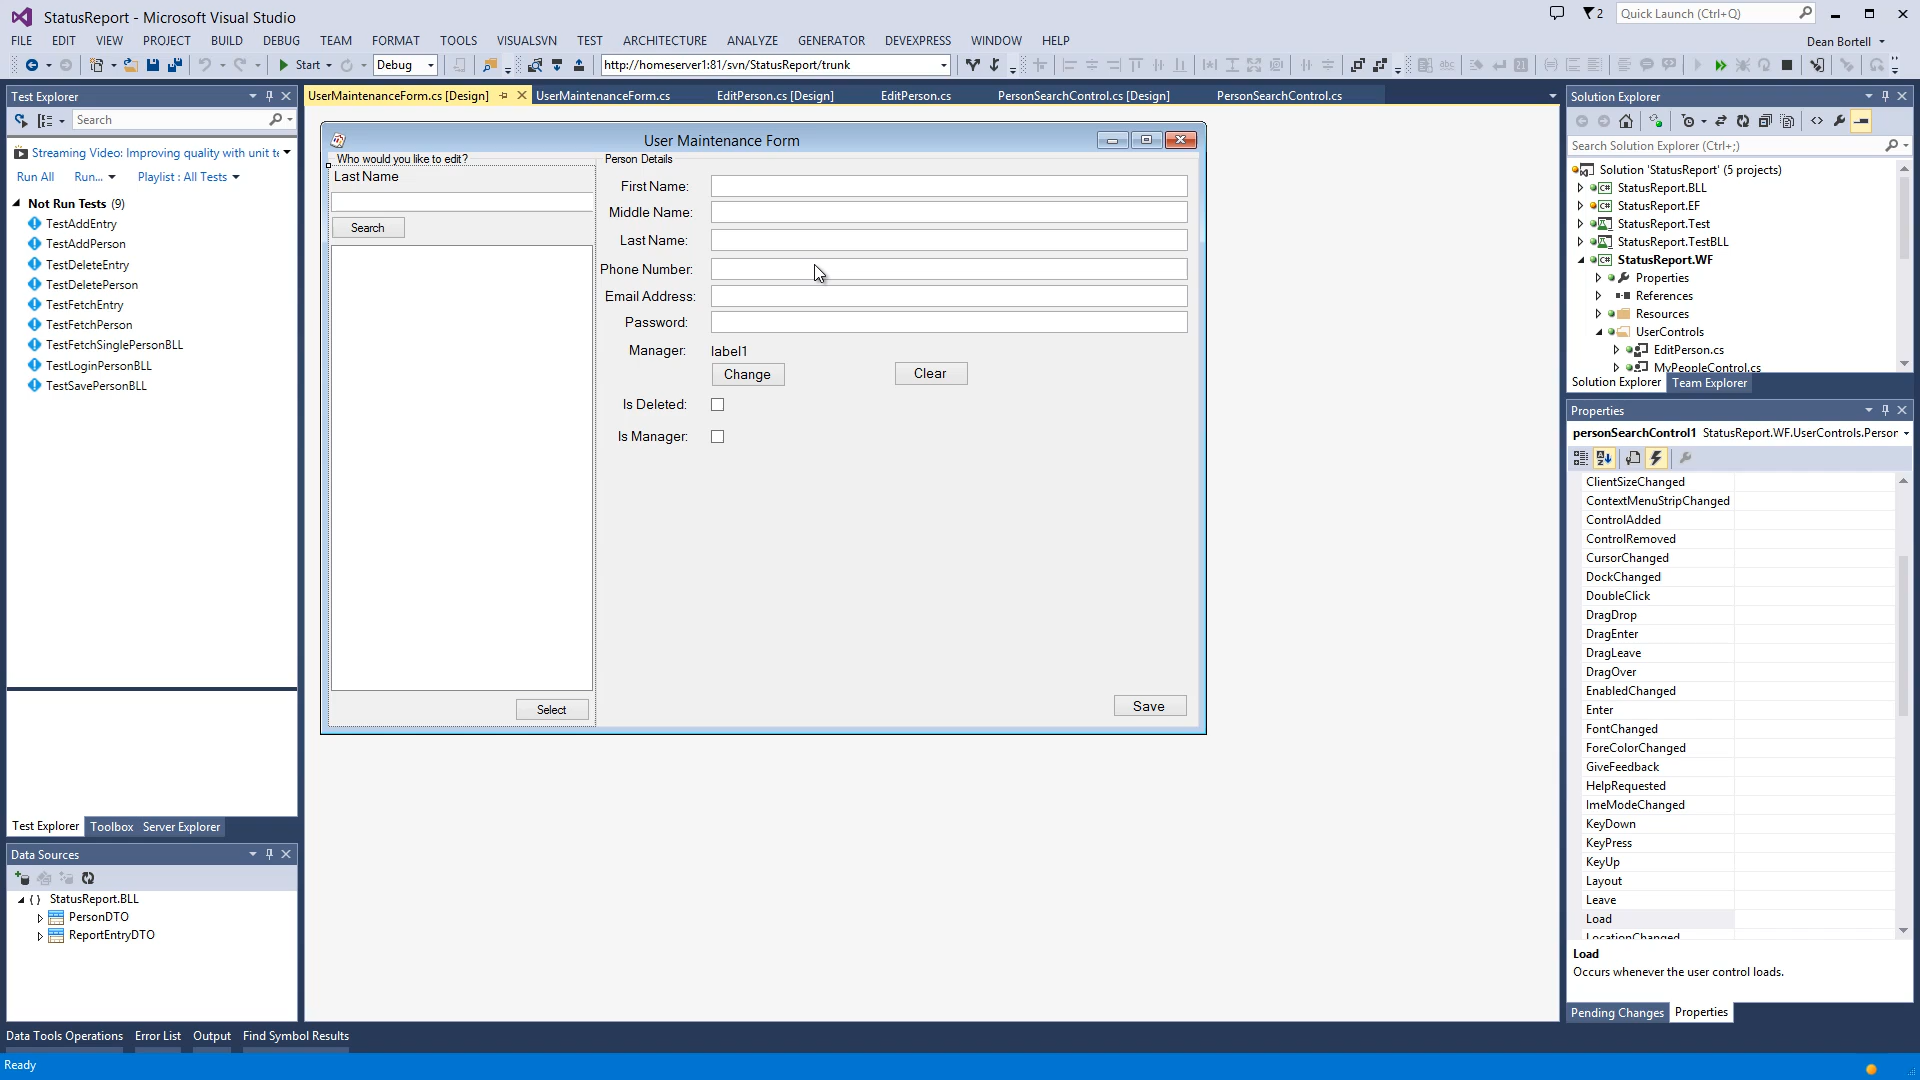 StatusReport - Microsoft Visual Studio
2
Quick Launch (Ctrl+Q)
FILE EDIT VIEW PROJECT BUILD DEBUG TEAM FORMAT TOOLS VISUALSVN TEST ARCHITECTURE ANALYZE GENERATOR DEVEXPRESS WINDOW HELP
Dean Bortell
Start
Debug
http://homeserver1:81/svn/StatusReport/trunk
Test Explorer
Search
Streaming Video: Improving quality with unit te
Run All Run... Playlist : All Tests
Not Run Tests (9)
TestAddEntry
TestAddPerson
TestDeleteEntry
TestDeletePerson
TestFetchEntry
TestFetchPerson
TestFetchSinglePersonBLL
TestLoginPersonBLL
TestSavePersonBLL
Test Explorer Toolbox Server Explorer
Data Sources
StatusReport.BLL
PersonDTO
ReportEntryDTO
UserMaintenanceForm.cs [Design] UserMaintenanceForm.cs EditPerson.cs [Design] EditPerson.cs PersonSearchControl.cs [Design] PersonSearchControl.cs
User Maintenance Form
Who would you like to edit?
Last Name
Search
Select
Person Details
First Name:
Middle Name:
Last Name:
Phone Number:
Email Address:
Password:
Manager: label1
Change Clear
Is Deleted:
Is Manager:
Save
Solution Explorer
Search Solution Explorer (Ctrl+;)
Solution 'StatusReport' (5 projects)
StatusReport.BLL
StatusReport.EF
StatusReport.Test
StatusReport.TestBLL
StatusReport.WF
Properties
References
Resources
UserControls
EditPerson.cs
MyPeopleControl.cs
Solution Explorer Team Explorer
Properties
personSearchControl1 StatusReport.WF.UserControls.Person
ClientSizeChanged
ContextMenuStripChanged
ControlAdded
ControlRemoved
CursorChanged
DockChanged
DoubleClick
DragDrop
DragEnter
DragLeave
DragOver
EnabledChanged
Enter
FontChanged
ForeColorChanged
GiveFeedback
HelpRequested
ImeModeChanged
KeyDown
KeyPress
KeyUp
Layout
Leave
Load
LocationChanged
Load
Occurs whenever the user control loads.
Pending Changes Properties
Data Tools Operations Error List Output Find Symbol Results
Ready